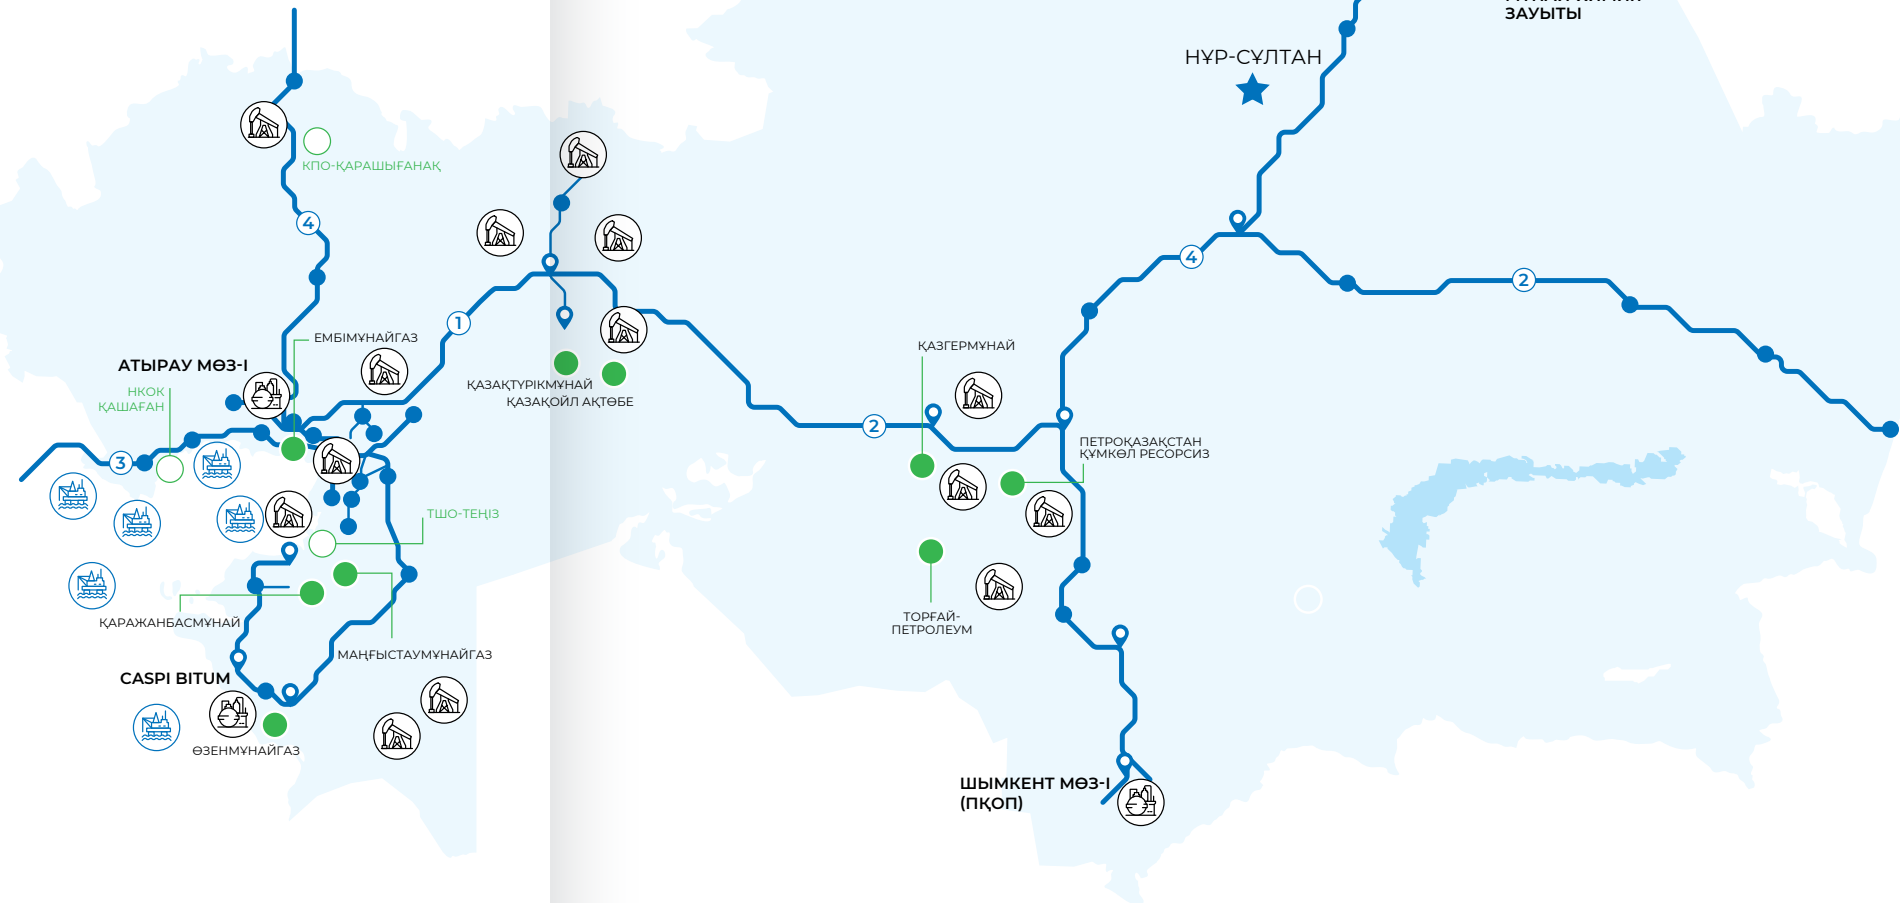 ЗАУЫТЫ
НҰР-СҰЛТАН
КПО-ҚАРАШЫҒАНАҚ
4
4
2
1
ЕМБІМҰНАЙГАЗ
АТЫРАУ МӨЗ-І
НКОК
ҚАШАҒАН
ҚАЗАҚТҮРІКМҰНАЙ
ҚАЗАҚОЙЛ АҚТӨБЕ
ҚАЗГЕРМҰНАЙ
2
3
ПЕТРОҚАЗАҚСТАН
ҚҰМКӨЛ РЕСОРСИЗ
ТШО-ТЕҢІЗ
ҚАРАЖАНБАСМҰНАЙ
ТОРҒАЙ-
ПЕТРОЛЕУМ
МАҢҒЫСТАУМҰНАЙГАЗ
CASPI BITUM
ӨЗЕНМҰНАЙГАЗ
ШЫМКЕНТ МӨЗ-І
(ПҚОП)